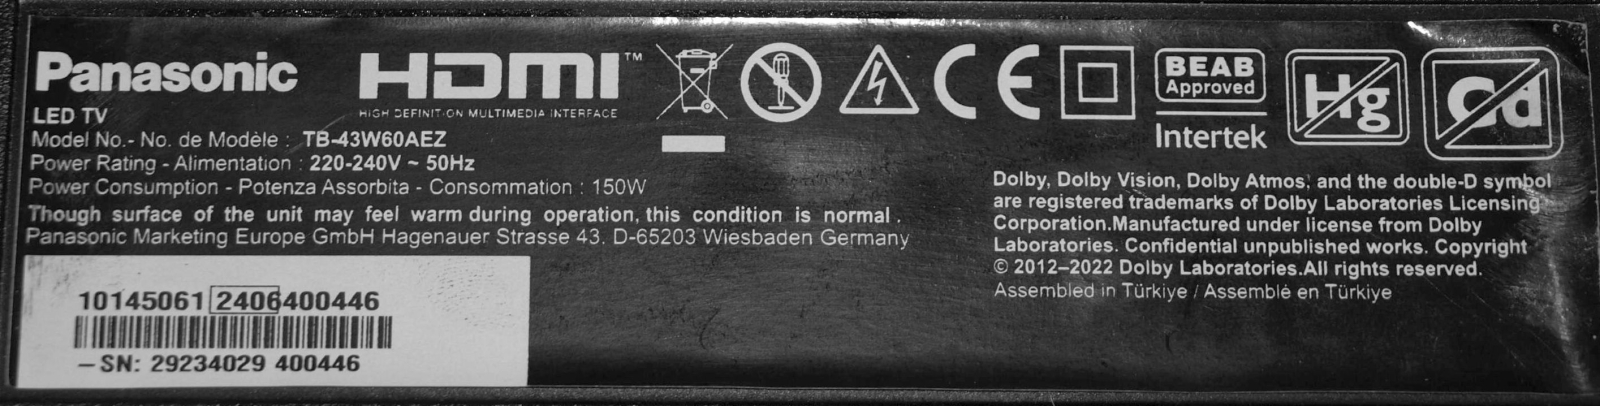 Panasonic
LED TV
HDMI™
HIGH DEFINITION MULTIMEDIA INTERFACE
Model No.- No. de Modèle : TB-43W60AEZ
Power Rating - Alimentation : 220-240V ~ 50Hz
Power Consumption - Potenza Assorbita - Consommation : 150W
Though surface of the unit may feel warm during operation, this condition is normal .
Panasonic Marketing Europe GmbH Hagenauer Strasse 43. D-65203 Wiesbaden Germany
10145061 2406400446
–SN: 29234029 400446
CE
BEAB
Approved
Intertek
Hg
Cd
Dolby, Dolby Vision, Dolby Atmos, and the double-D symbol
are registered trademarks of Dolby Laboratories Licensing
Corporation.Manufactured under license from Dolby
Laboratories. Confidential unpublished works. Copyright
© 2012–2022 Dolby Laboratories.All rights reserved.
Assembled in Türkiye / Assemblé en Türkiye